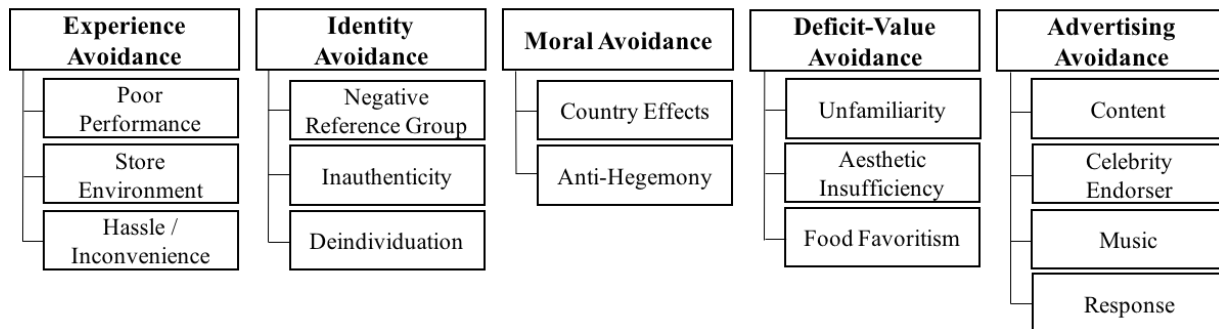 Experience
Avoidance
Poor
Performance
Store
Environment
Hassle /
Inconvenience
Identity
Avoidance
Negative
Reference Group
Inauthenticity
Deindividuation
Moral Avoidance
Country Effects
Anti-Hegemony
Deficit-Value
Avoidance
Unfamiliarity
Aesthetic
Insufficiency
Food Favoritism
Advertising
Avoidance
Content
Celebrity
Endorser
Music
Response